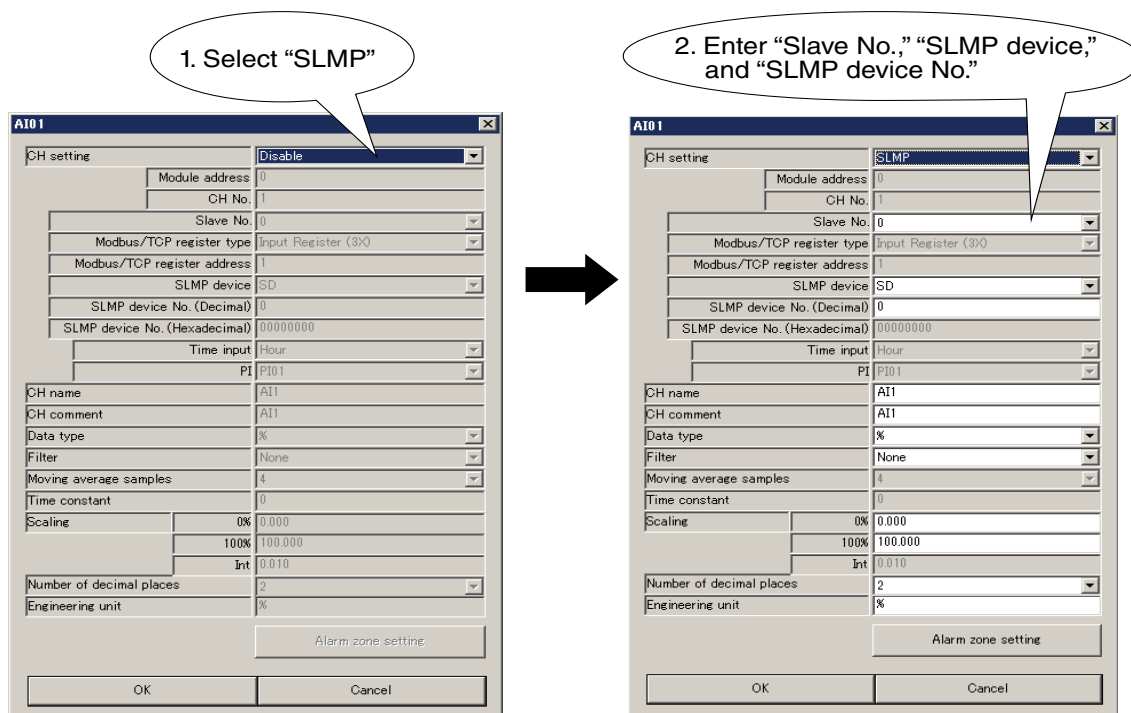 1. Select “SLMP”
2. Enter “Slave No.,” “SLMP device,”
and “SLMP device No.”
AI01
CH setting Disable
Module address 0
CH No. 1
Slave No. 0
Modbus/TCP register type Input Register (3X)
Modbus/TCP register address 1
SLMP device SD
SLMP device No. (Decimal) 0
SLMP device No. (Hexadecimal) 00000000
Time input Hour
PI PI01
CH name AI1
CH comment AI1
Data type %
Filter None
Moving average samples 4
Time constant 0
Scaling 0% 0.000
100% 100.000
Int 0.010
Number of decimal places 2
Engineering unit %
Alarm zone setting
OK Cancel
AI01
CH setting SLMP
Module address 0
CH No. 1
Slave No. 0
Modbus/TCP register type Input Register (3X)
Modbus/TCP register address 1
SLMP device SD
SLMP device No. (Decimal) 0
SLMP device No. (Hexadecimal) 00000000
Time input Hour
PI PI01
CH name AI1
CH comment AI1
Data type %
Filter None
Moving average samples 4
Time constant 0
Scaling 0% 0.000
100% 100.000
Int 0.010
Number of decimal places 2
Engineering unit %
Alarm zone setting
OK Cancel